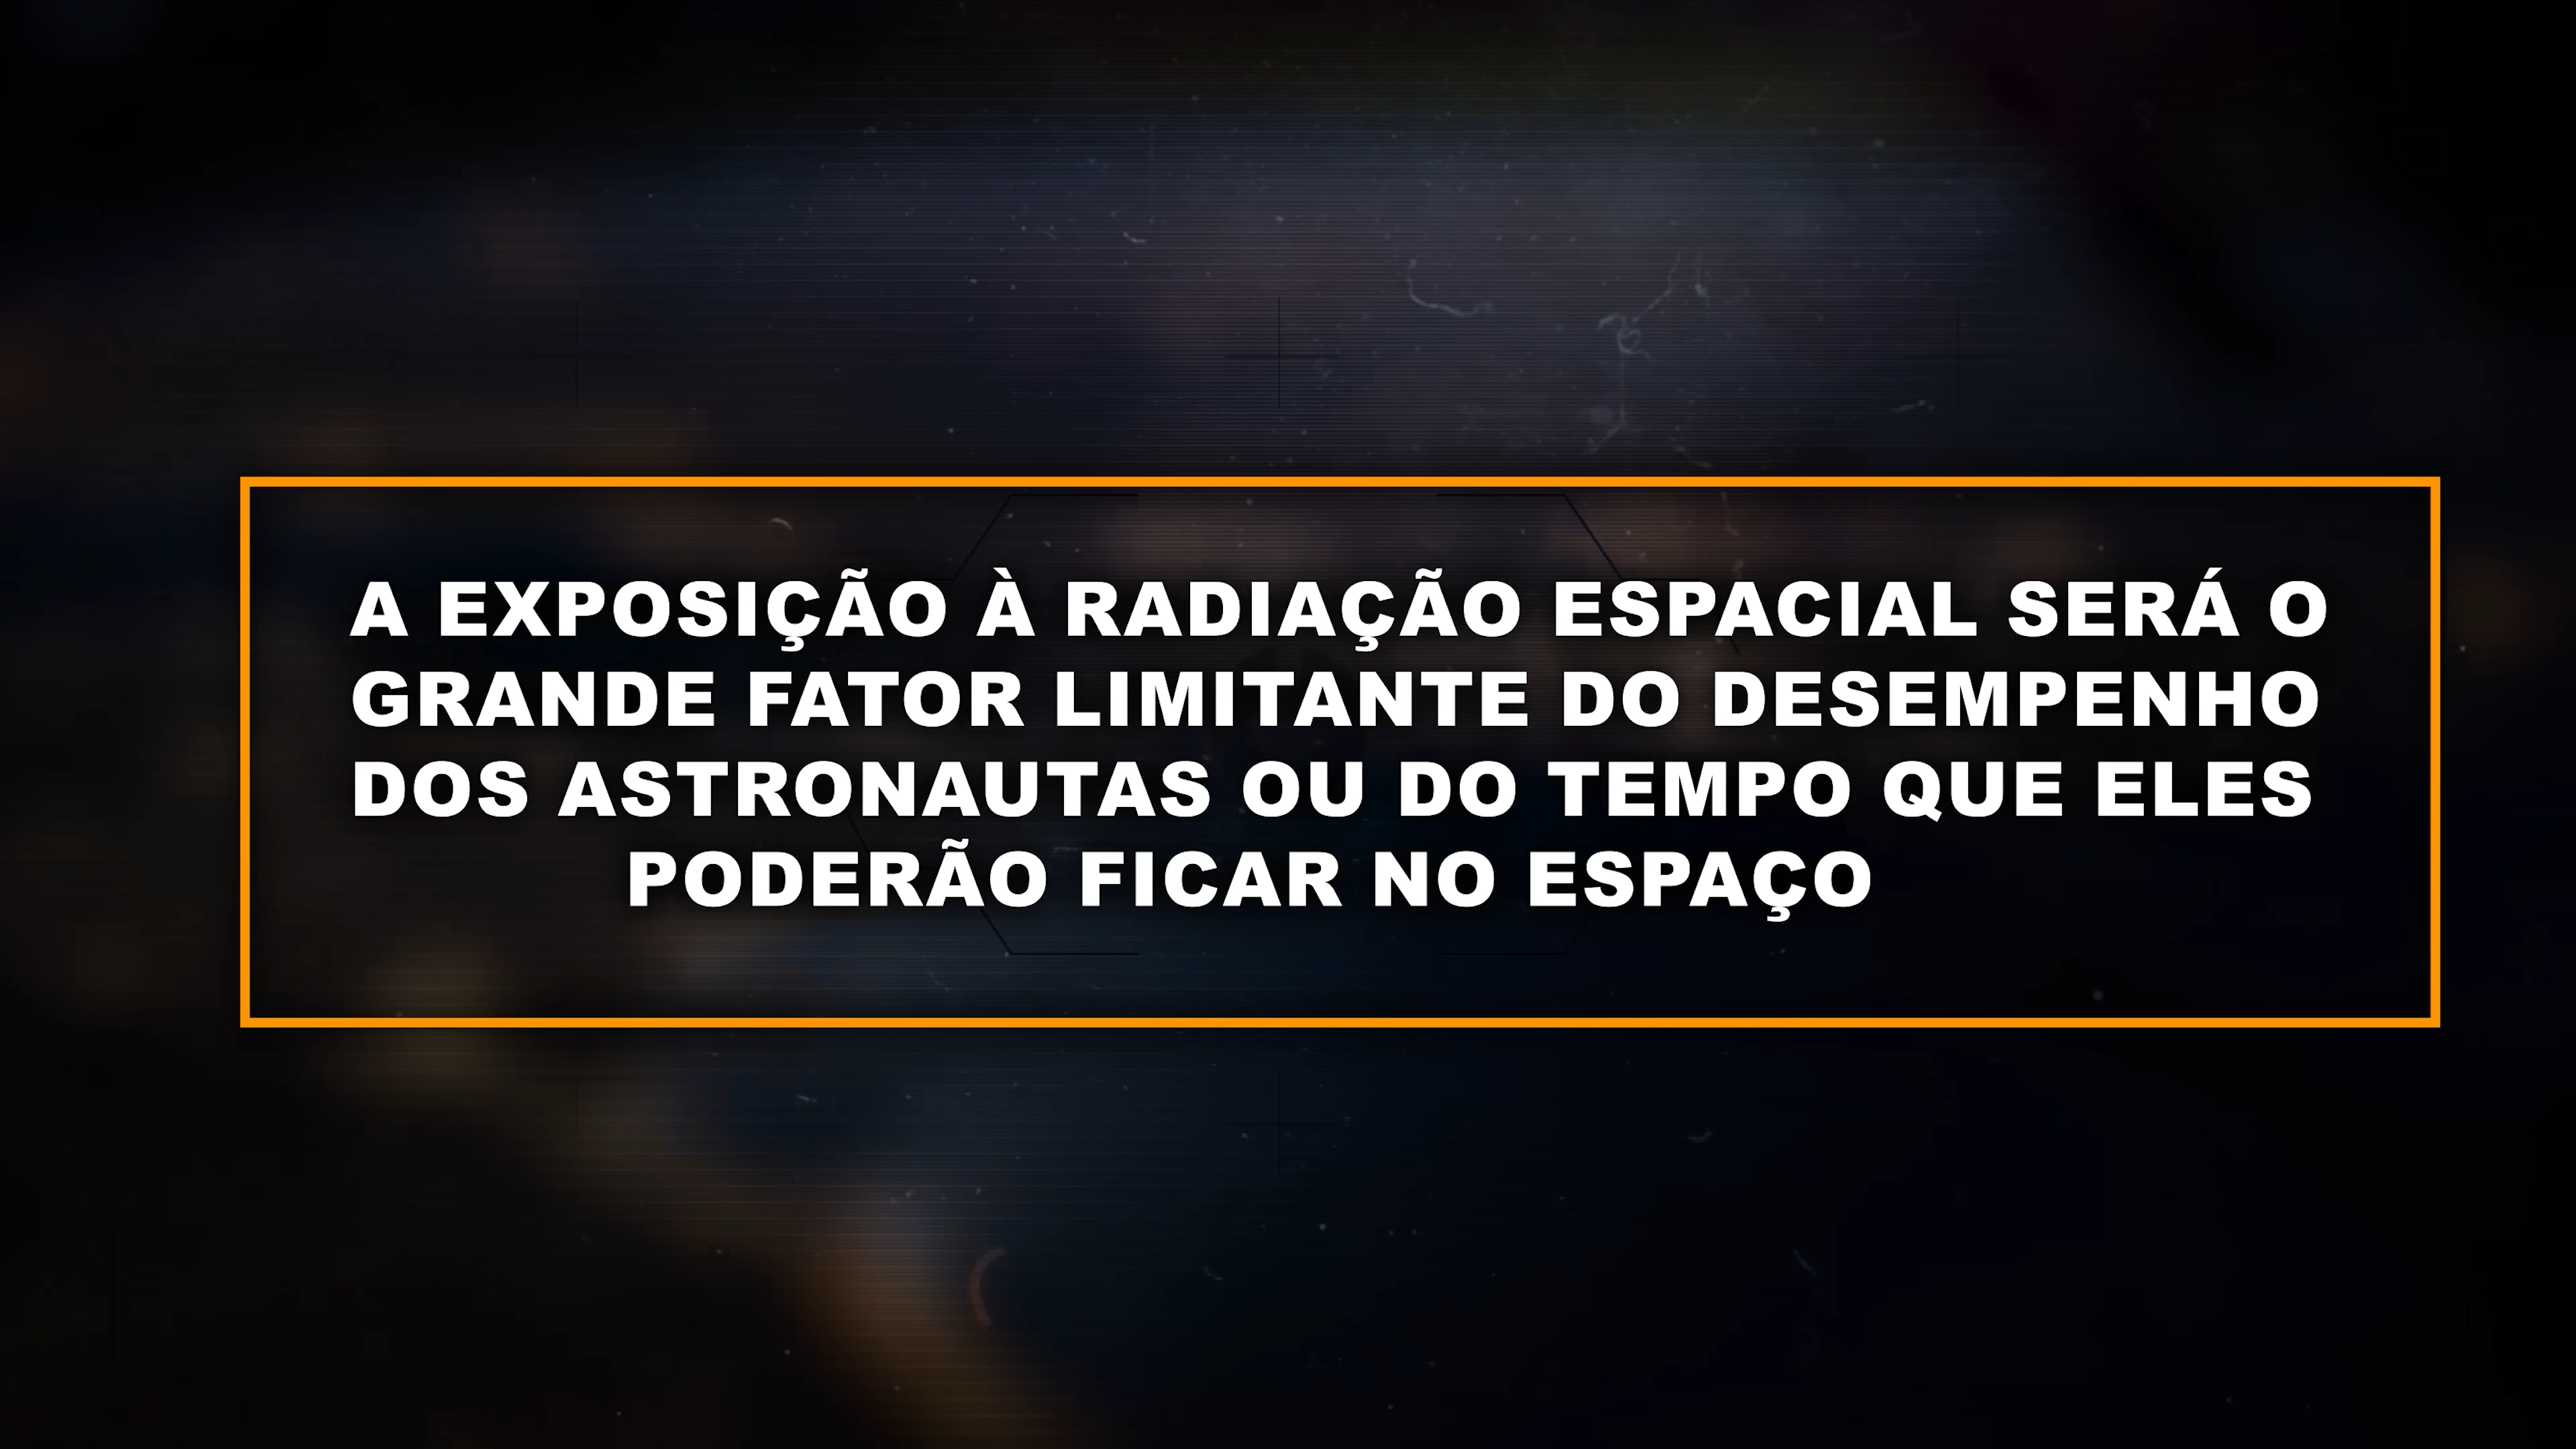 A EXPOSIÇÃO À RADIAÇÃO ESPACIAL SERÁ O
GRANDE FATOR LIMITANTE DO DESEMPENHO
DOS ASTRONAUTAS OU DO TEMPO QUE ELES
PODERÃO FICAR NO ESPAÇO